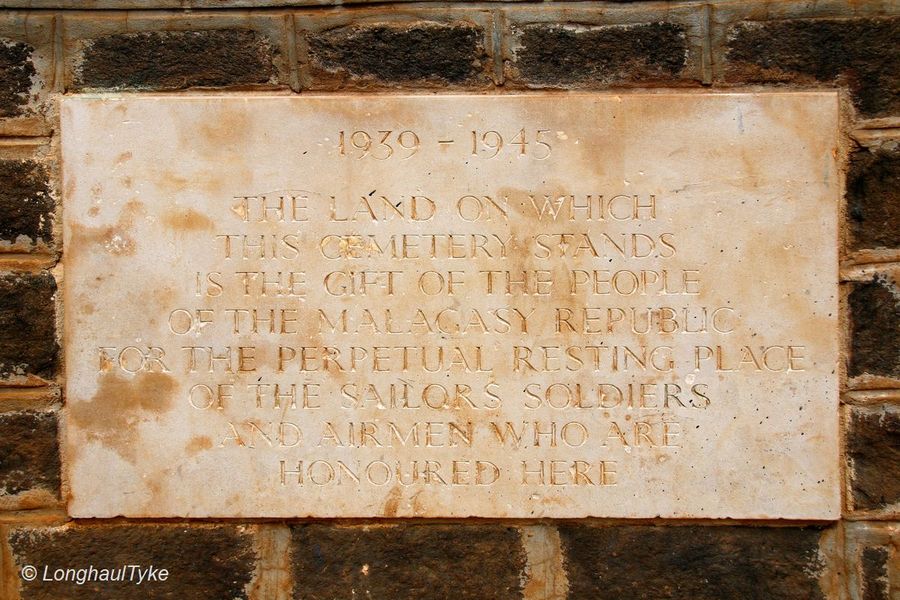 1939 - 1945
THE LAND ON WHICH
THIS CEMETERY STANDS
IS THE GIFT OF THE PEOPLE
OF THE MALAGASY REPUBLIC
FOR THE PERPETUAL RESTING PLACE
OF THE SAILORS SOLDIERS
AND AIRMEN WHO ARE
HONOURED HERE
© LonghaulTyke